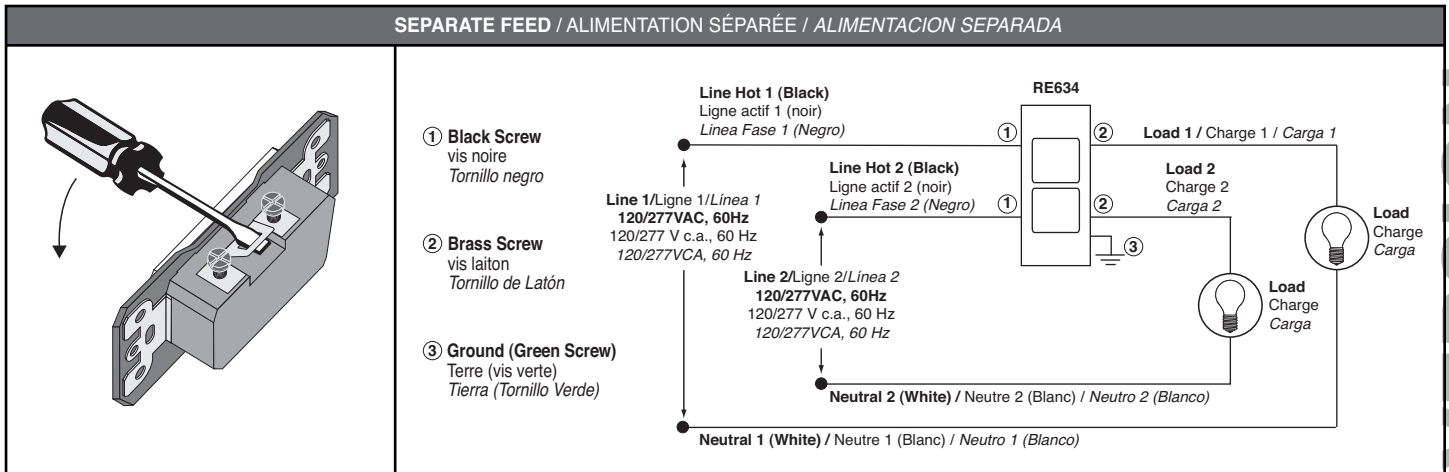 SEPARATE FEED / ALIMENTATION SÉPARÉE / ALIMENTACION SEPARADA
① Black Screw
vis noire
Tornillo negro
② Brass Screw
vis laiton
Tornillo de Latón
③ Ground (Green Screw)
Terre (vis verte)
Tierra (Tornillo Verde)
Line Hot 1 (Black)
Ligne actif 1 (noir)
Linea Fase 1 (Negro)
RE634
①
②
Load 1 / Charge 1 / Carga 1
Line Hot 2 (Black)
Ligne actif 2 (noir)
Linea Fase 2 (Negro)
①
②
Load 2
Charge 2
Carga 2
③
Line 1/Ligne 1/Línea 1
120/277VAC, 60Hz
120/277 V c.a., 60 Hz
120/277VCA, 60 Hz
Line 2/Ligne 2/Línea 2
120/277VAC, 60Hz
120/277 V c.a., 60 Hz
120/277VCA, 60 Hz
Load
Charge
Carga
Load
Charge
Carga
Neutral 2 (White) / Neutre 2 (Blanc) / Neutro 2 (Blanco)
Neutral 1 (White) / Neutre 1 (Blanc) / Neutro 1 (Blanco)